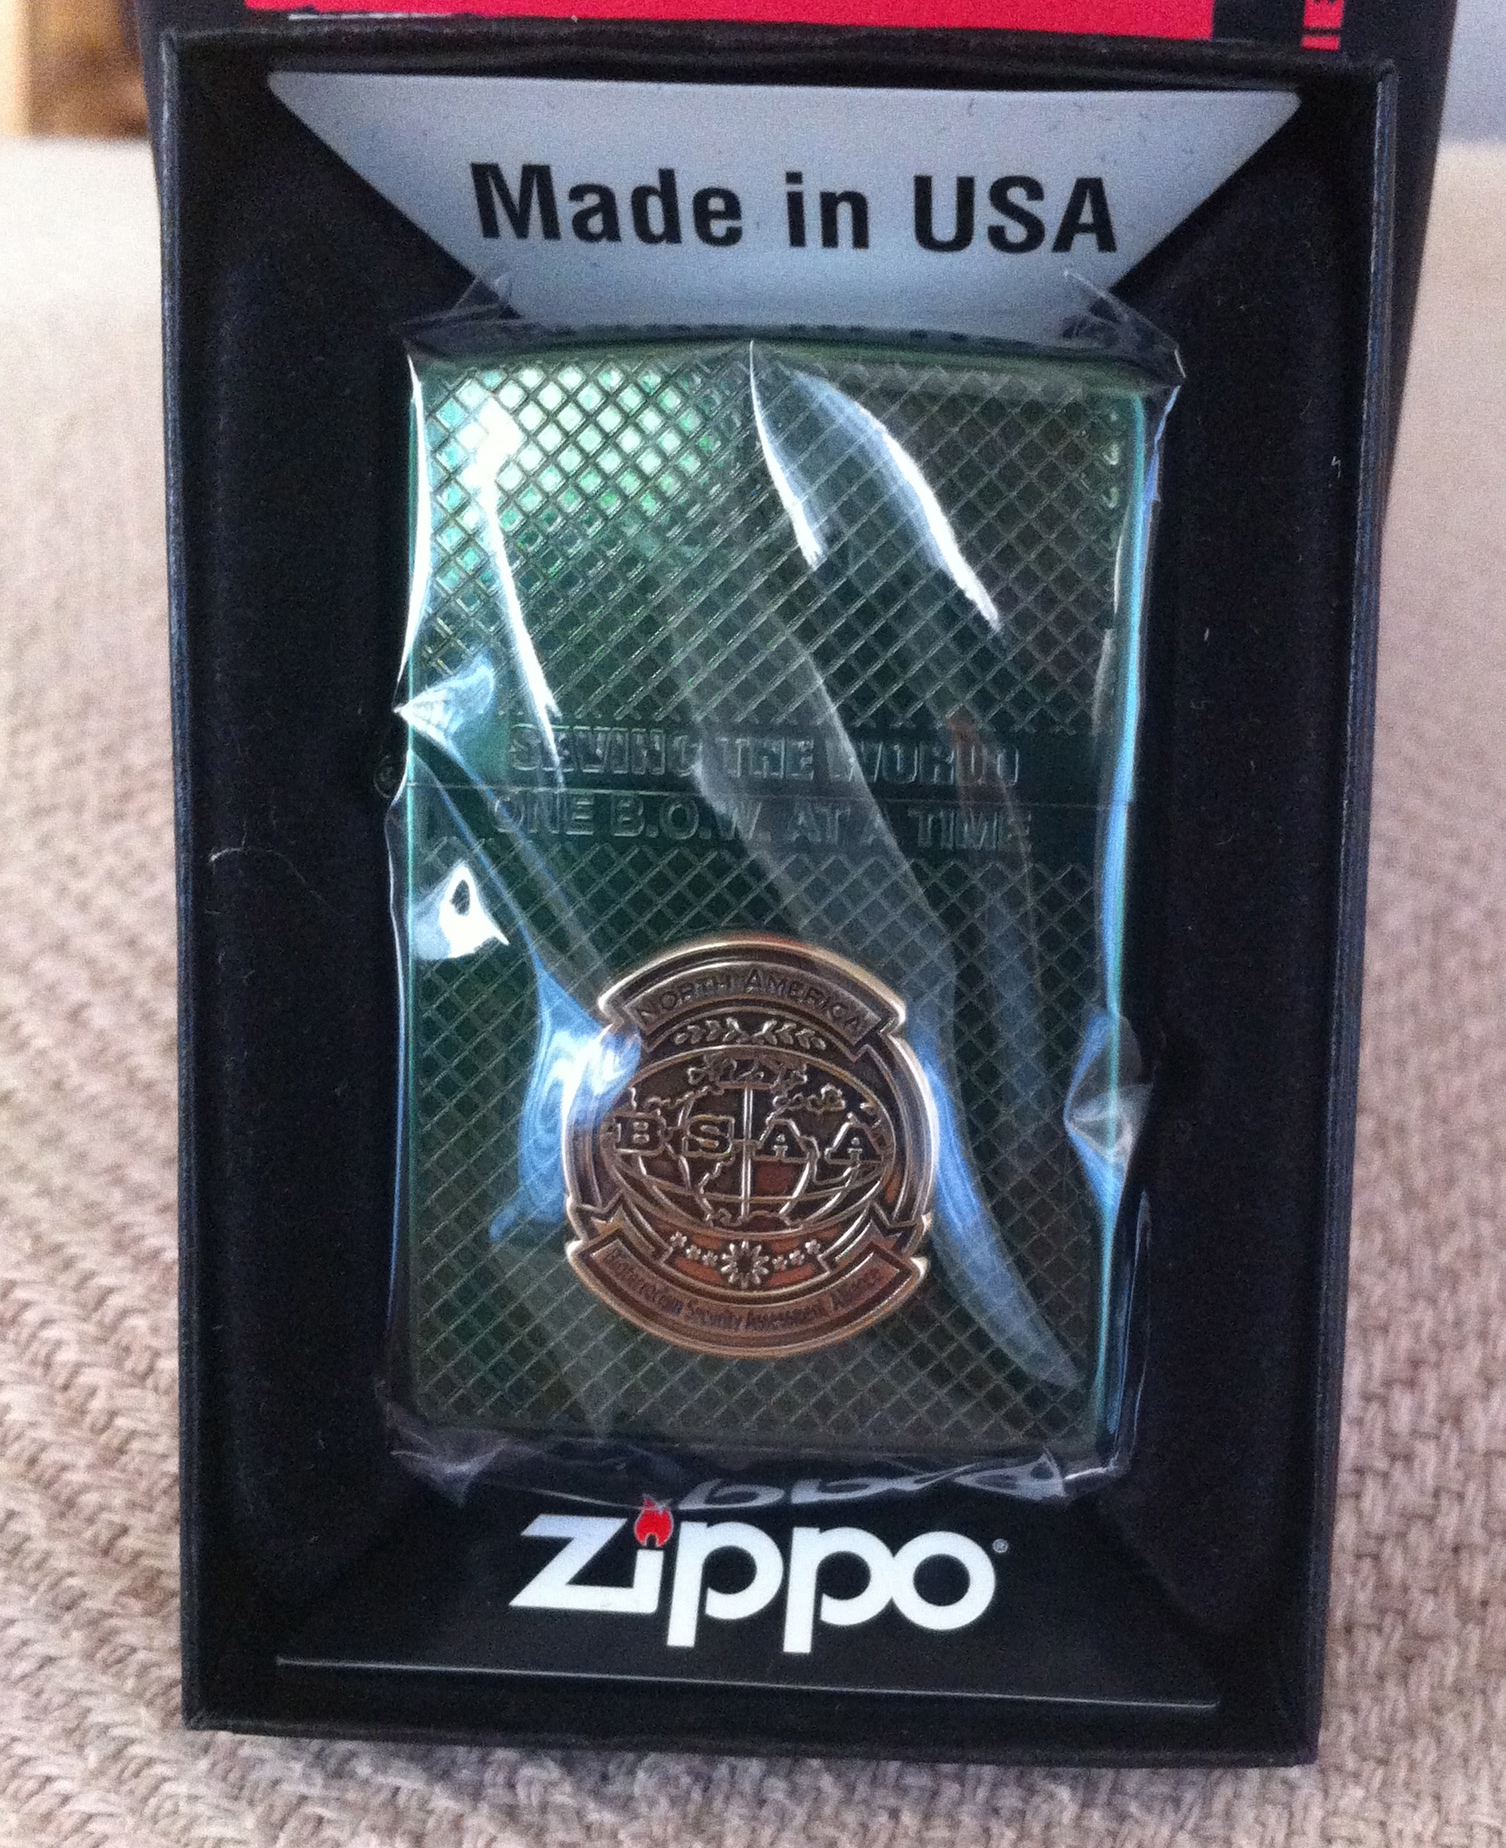 Made in USA
SAVING THE WORLD
ONE B.O.W. AT A TIME
NORTH AMERICA
BSAA
Bioterrorism Security Assessment Alliance
Zippo®